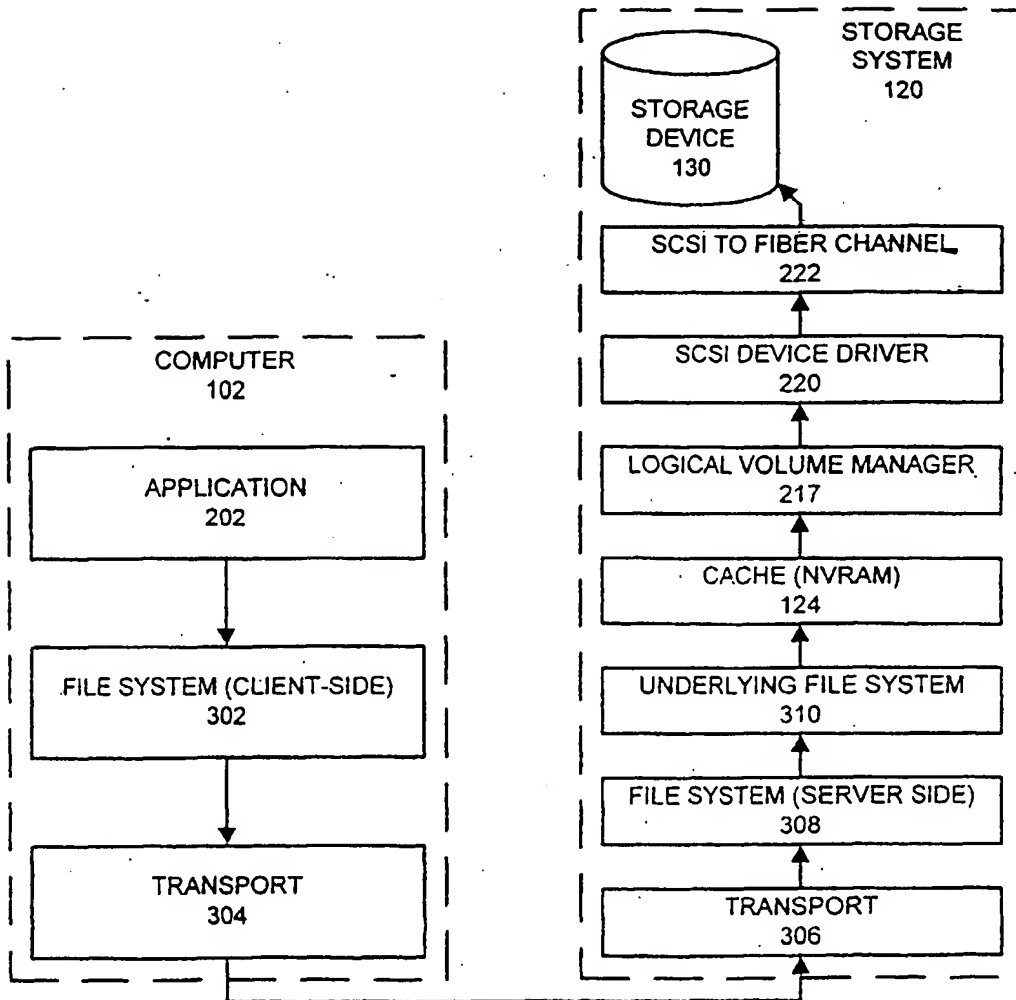 COMPUTER
102
APPLICATION
202
FILE SYSTEM (CLIENT-SIDE)
302
TRANSPORT
304
STORAGE
SYSTEM
120
STORAGE
DEVICE
130
SCSI TO FIBER CHANNEL
222
SCSI DEVICE DRIVER
220
LOGICAL VOLUME MANAGER
217
CACHE (NVRAM)
124
UNDERLYING FILE SYSTEM
310
FILE SYSTEM (SERVER SIDE)
308
TRANSPORT
306